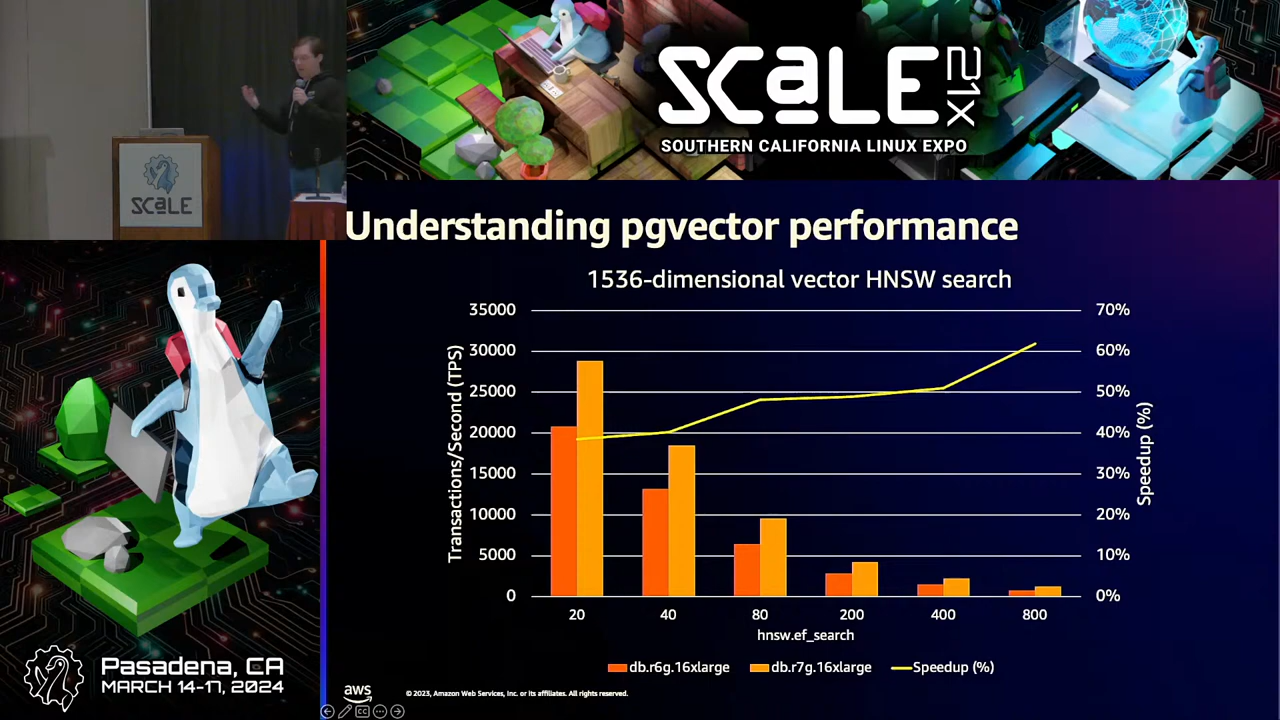 SCaLE 21x
SOUTHERN CALIFORNIA LINUX EXPO
SCaLE
Understanding pgvector performance
1536-dimensional vector HNSW search
35000
30000
25000
20000
15000
10000
5000
0
Transactions/Second (TPS)
70%
60%
50%
40%
30%
20%
10%
0%
Speedup (%)
20 40 80 200 400 800
hnsw.ef_search
db.r6g.16xlarge db.r7g.16xlarge Speedup (%)
Pasadena, CA
MARCH 14-17, 2024
aws
© 2023, Amazon Web Services, Inc. or its affiliates. All rights reserved.
CC